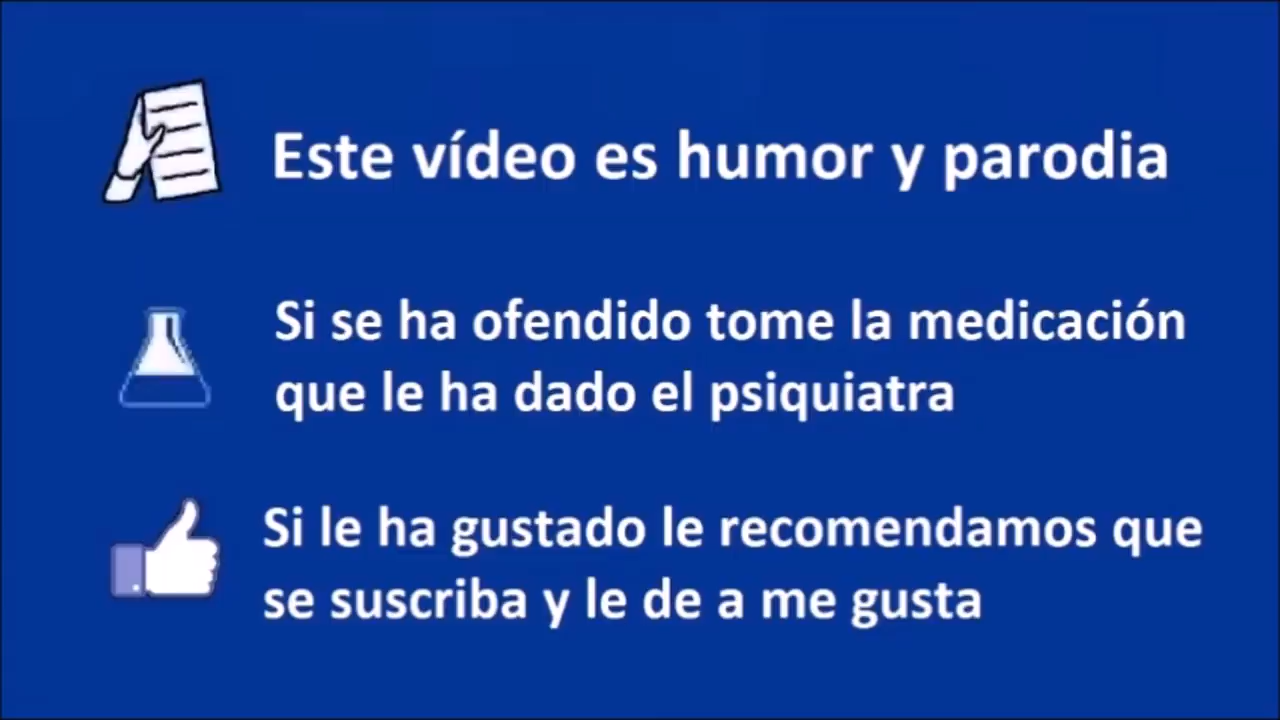 Este vídeo es humor y parodia
Si se ha ofendido tome la medicación
que le ha dado el psiquiatra
Si le ha gustado le recomendamos que
se suscriba y le de a me gusta